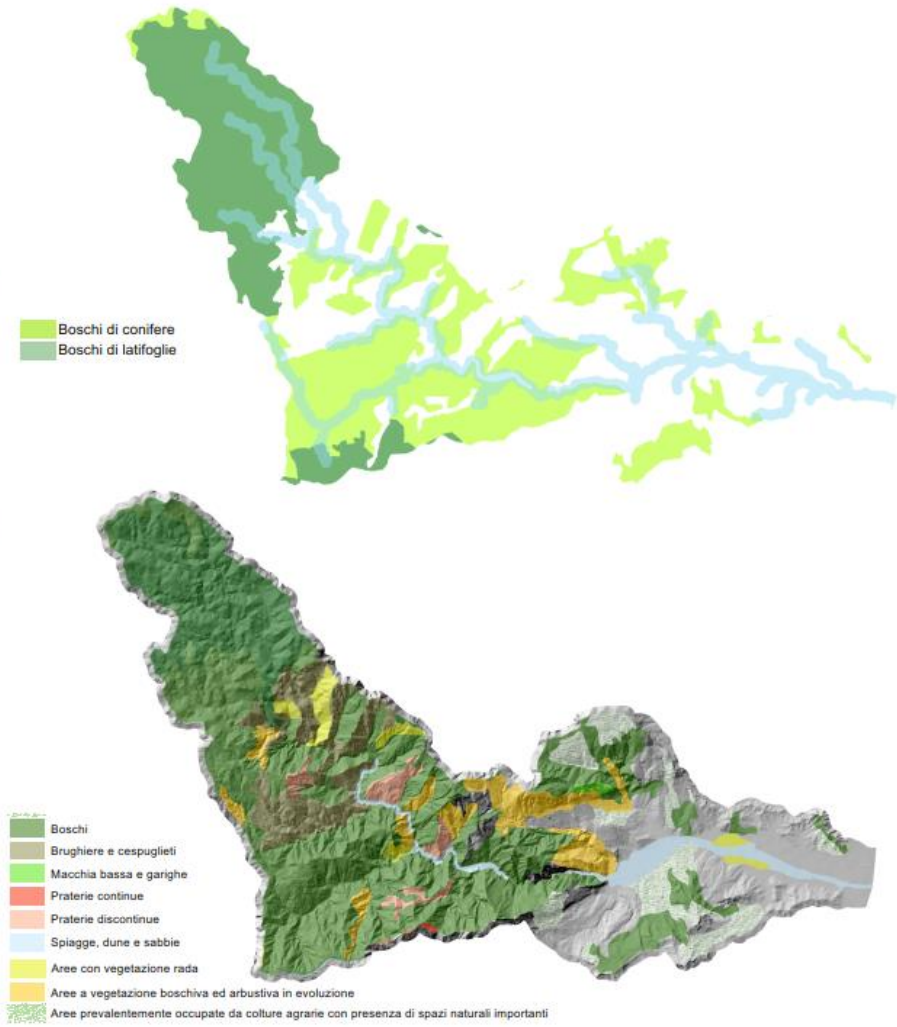 Boschi di conifere
Boschi di latifoglie
Boschi
Brughiere e cespuglieti
Macchia bassa e garighe
Praterie continue
Praterie discontinue
Spiagge, dune e sabbie
Aree con vegetazione rada
Aree a vegetazione boschiva ed arbustiva in evoluzione
Aree prevalentemente occupate da colture agrarie con presenza di spazi naturali importanti